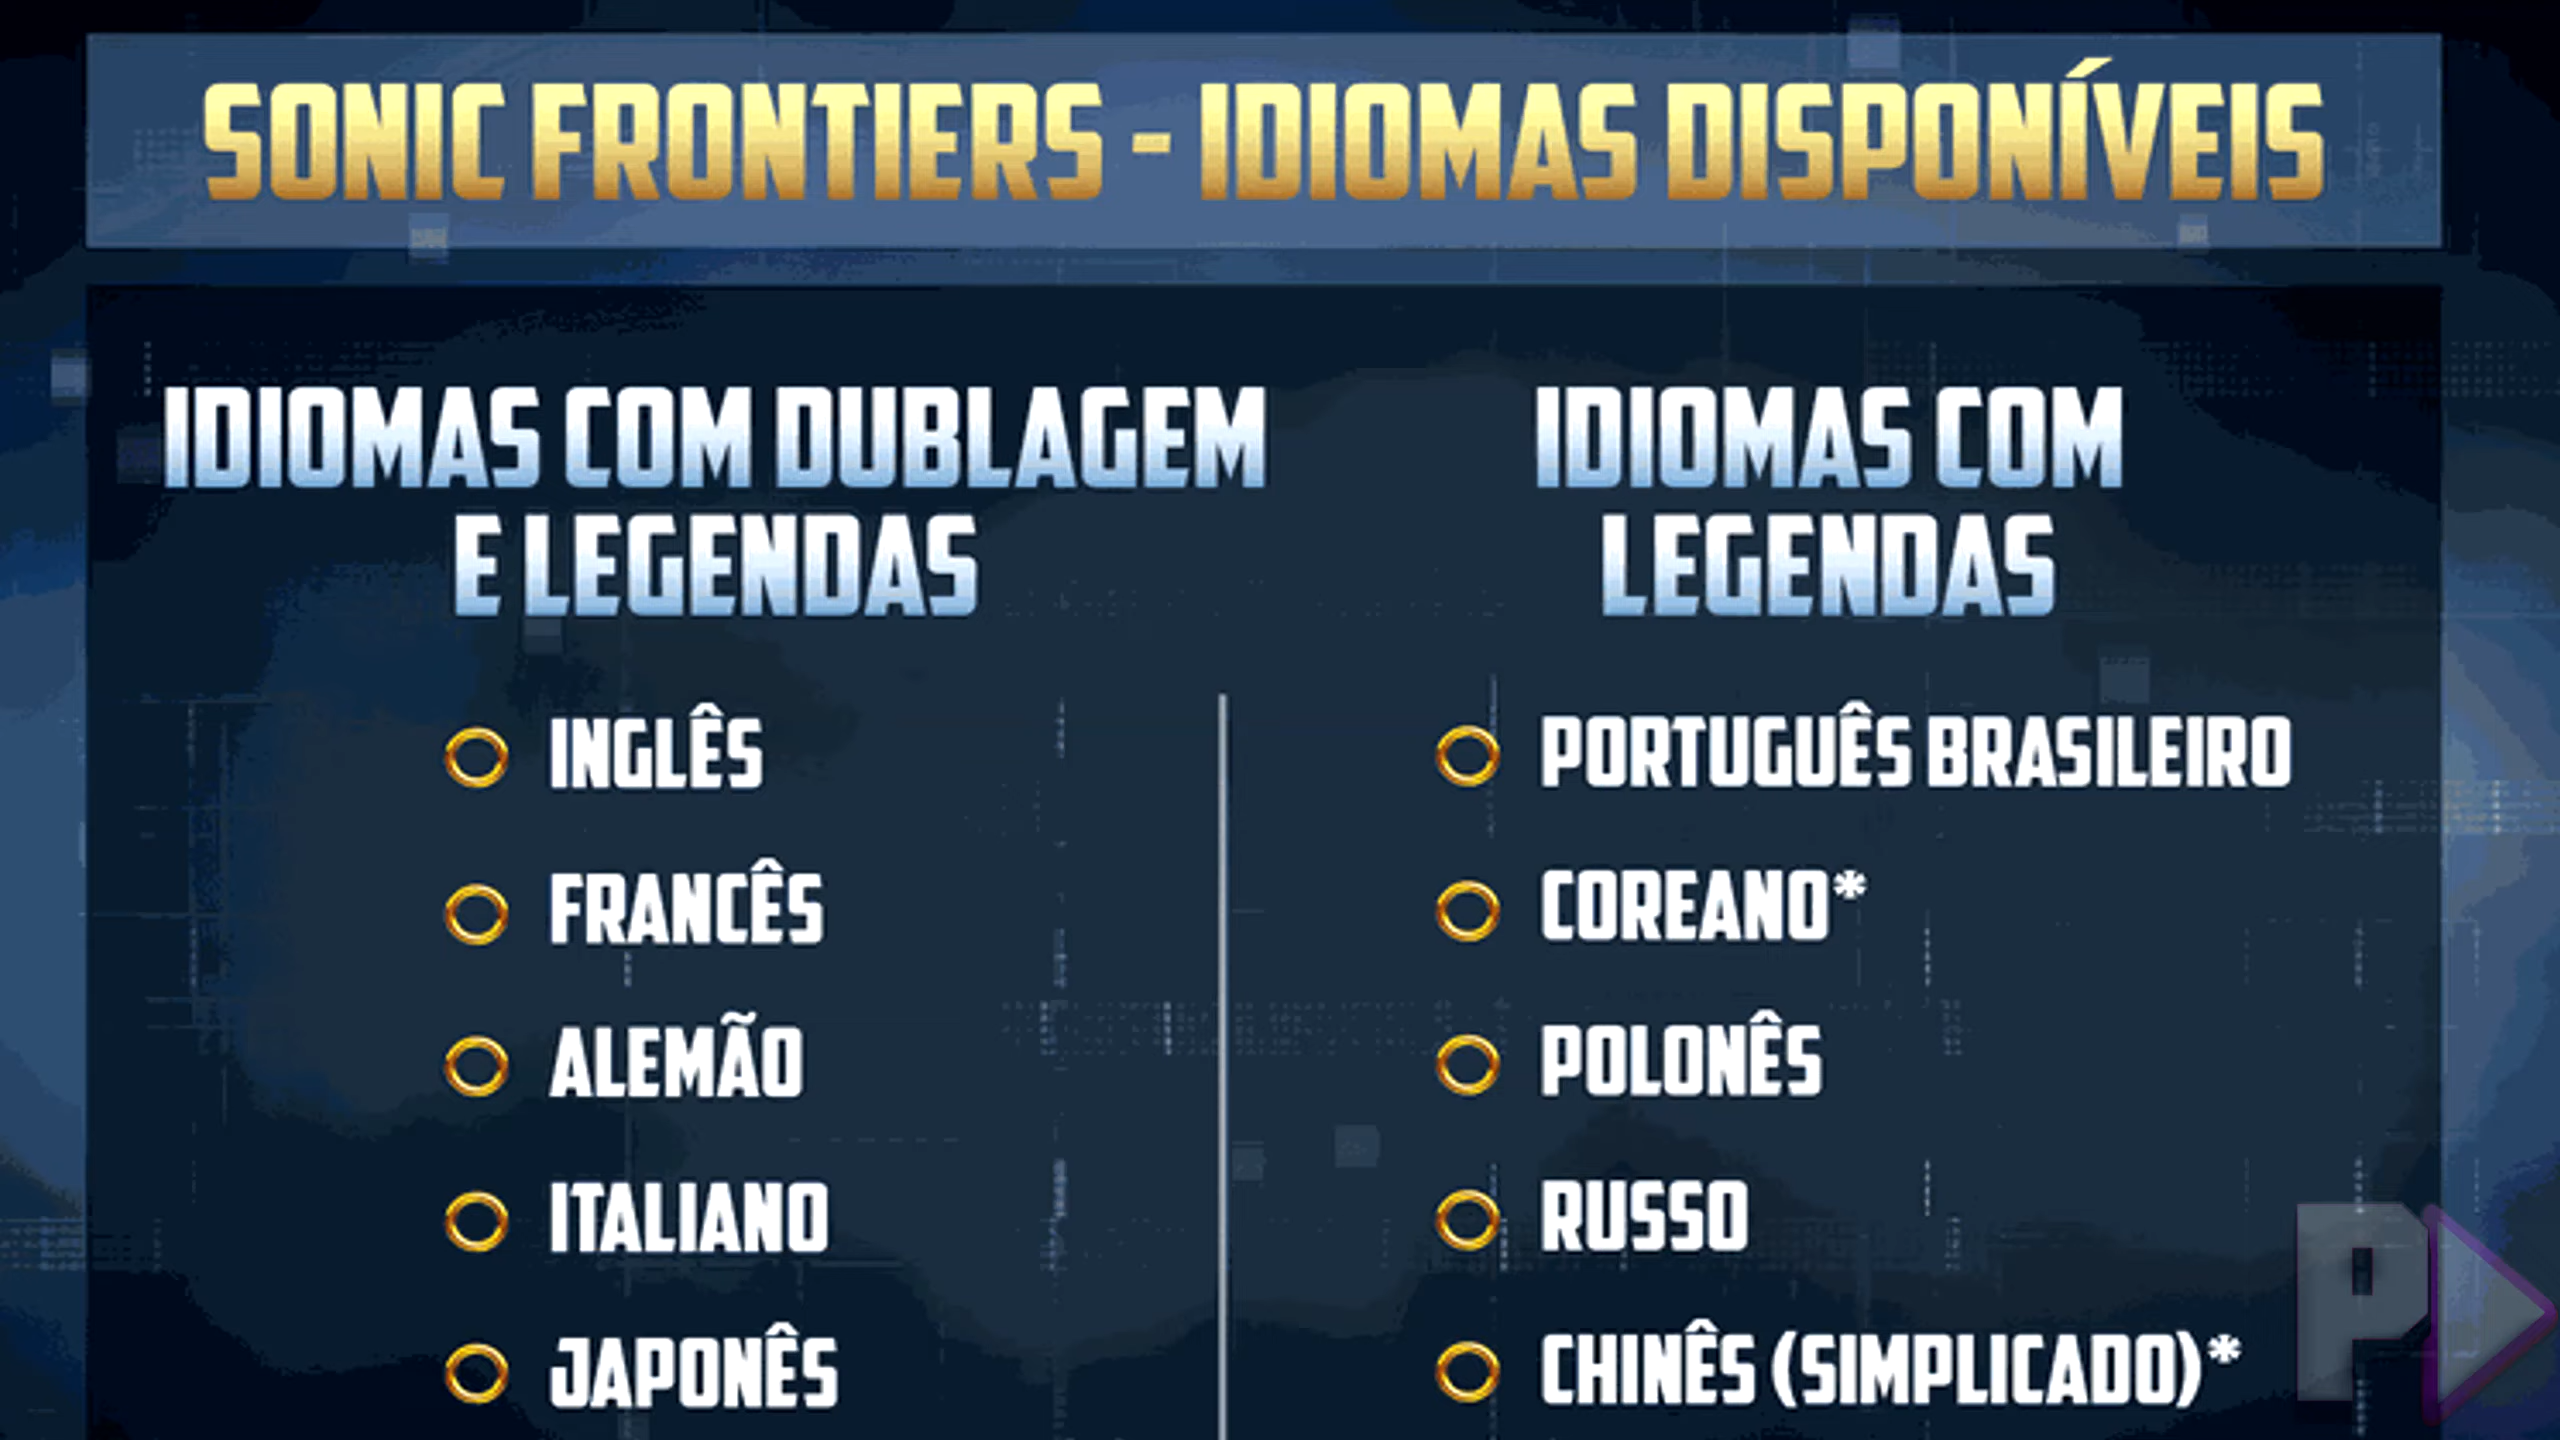 SONIC FRONTIERS - IDIOMAS DISPONÍVEIS
IDIOMAS COM DUBLAGEM
E LEGENDAS
INGLÊS
FRANCÊS
ALEMÃO
ITALIANO
JAPONÊS
IDIOMAS COM
LEGENDAS
PORTUGUÊS BRASILEIRO
COREANO*
POLONÊS
RUSSO
CHINÊS (SIMPLICADO)*
P